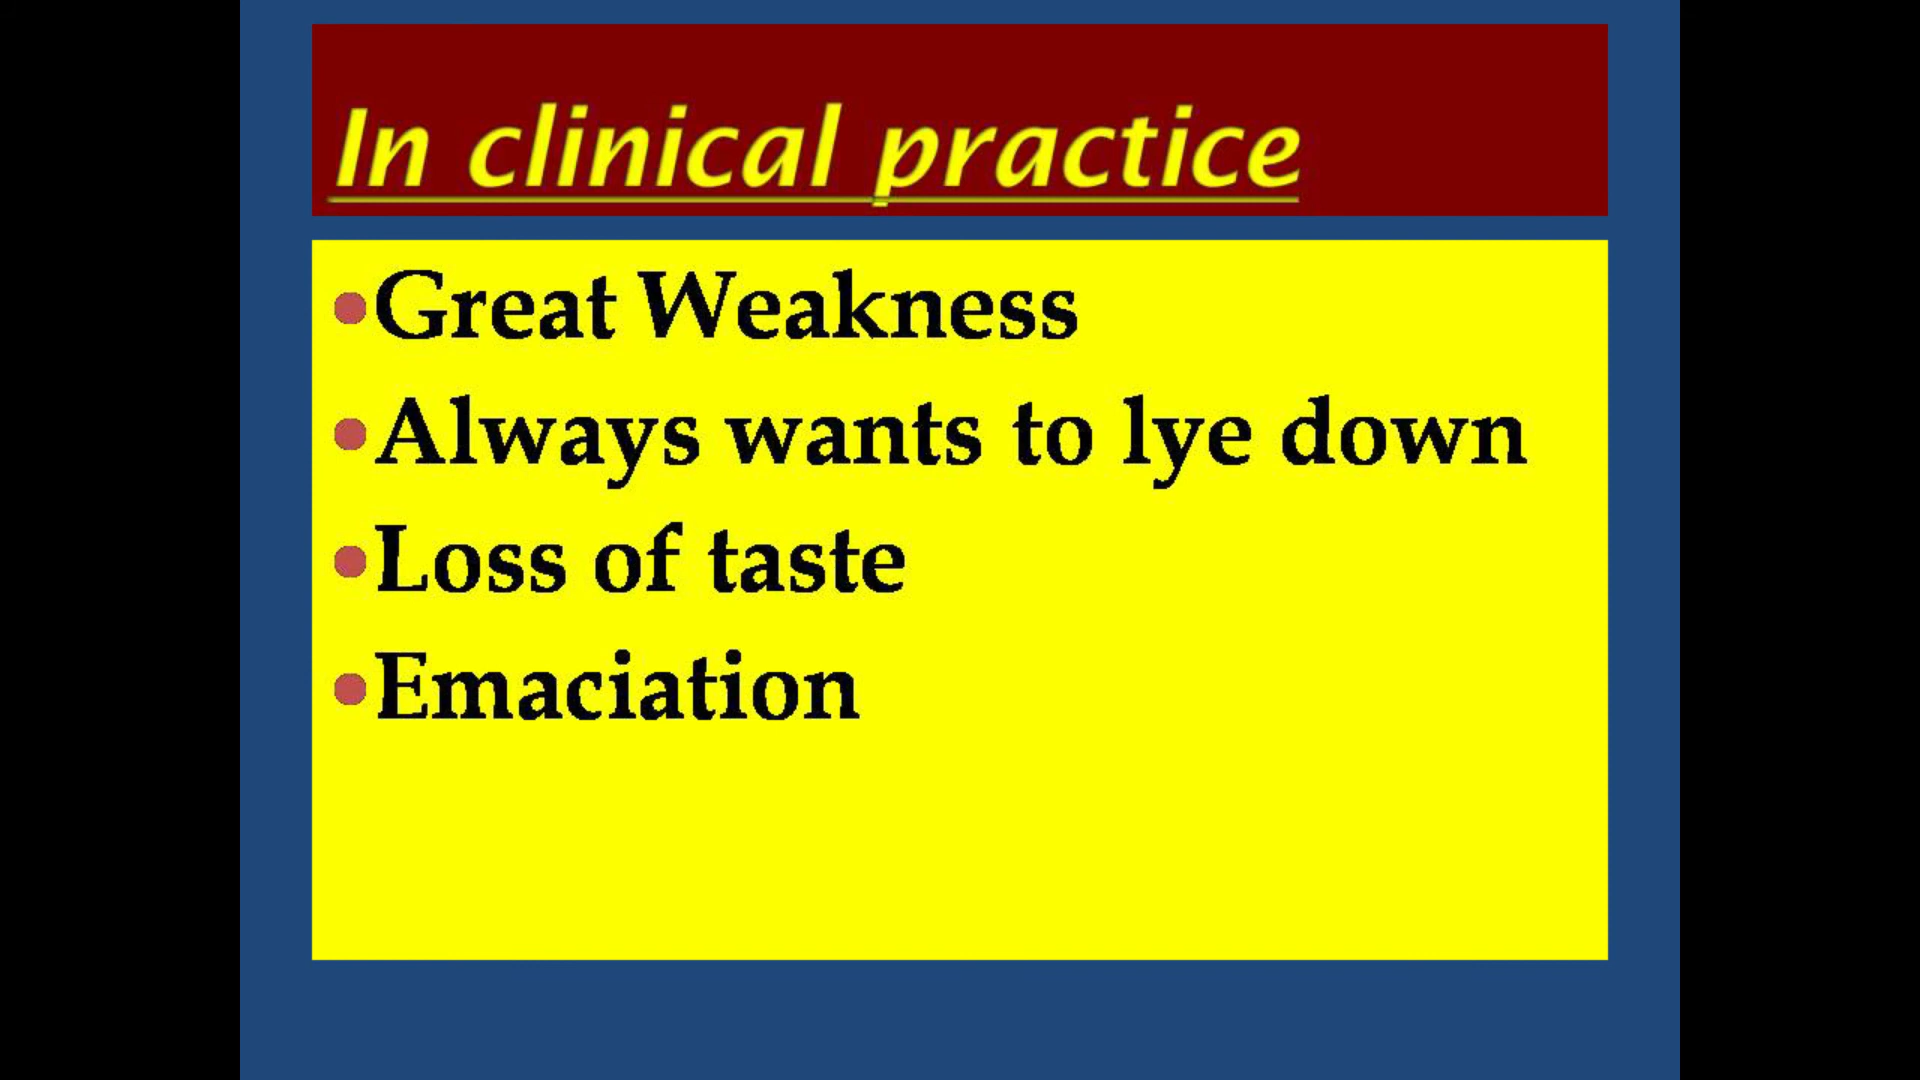 In clinical practice
•Great Weakness
•Always wants to lye down
•Loss of taste
•Emaciation